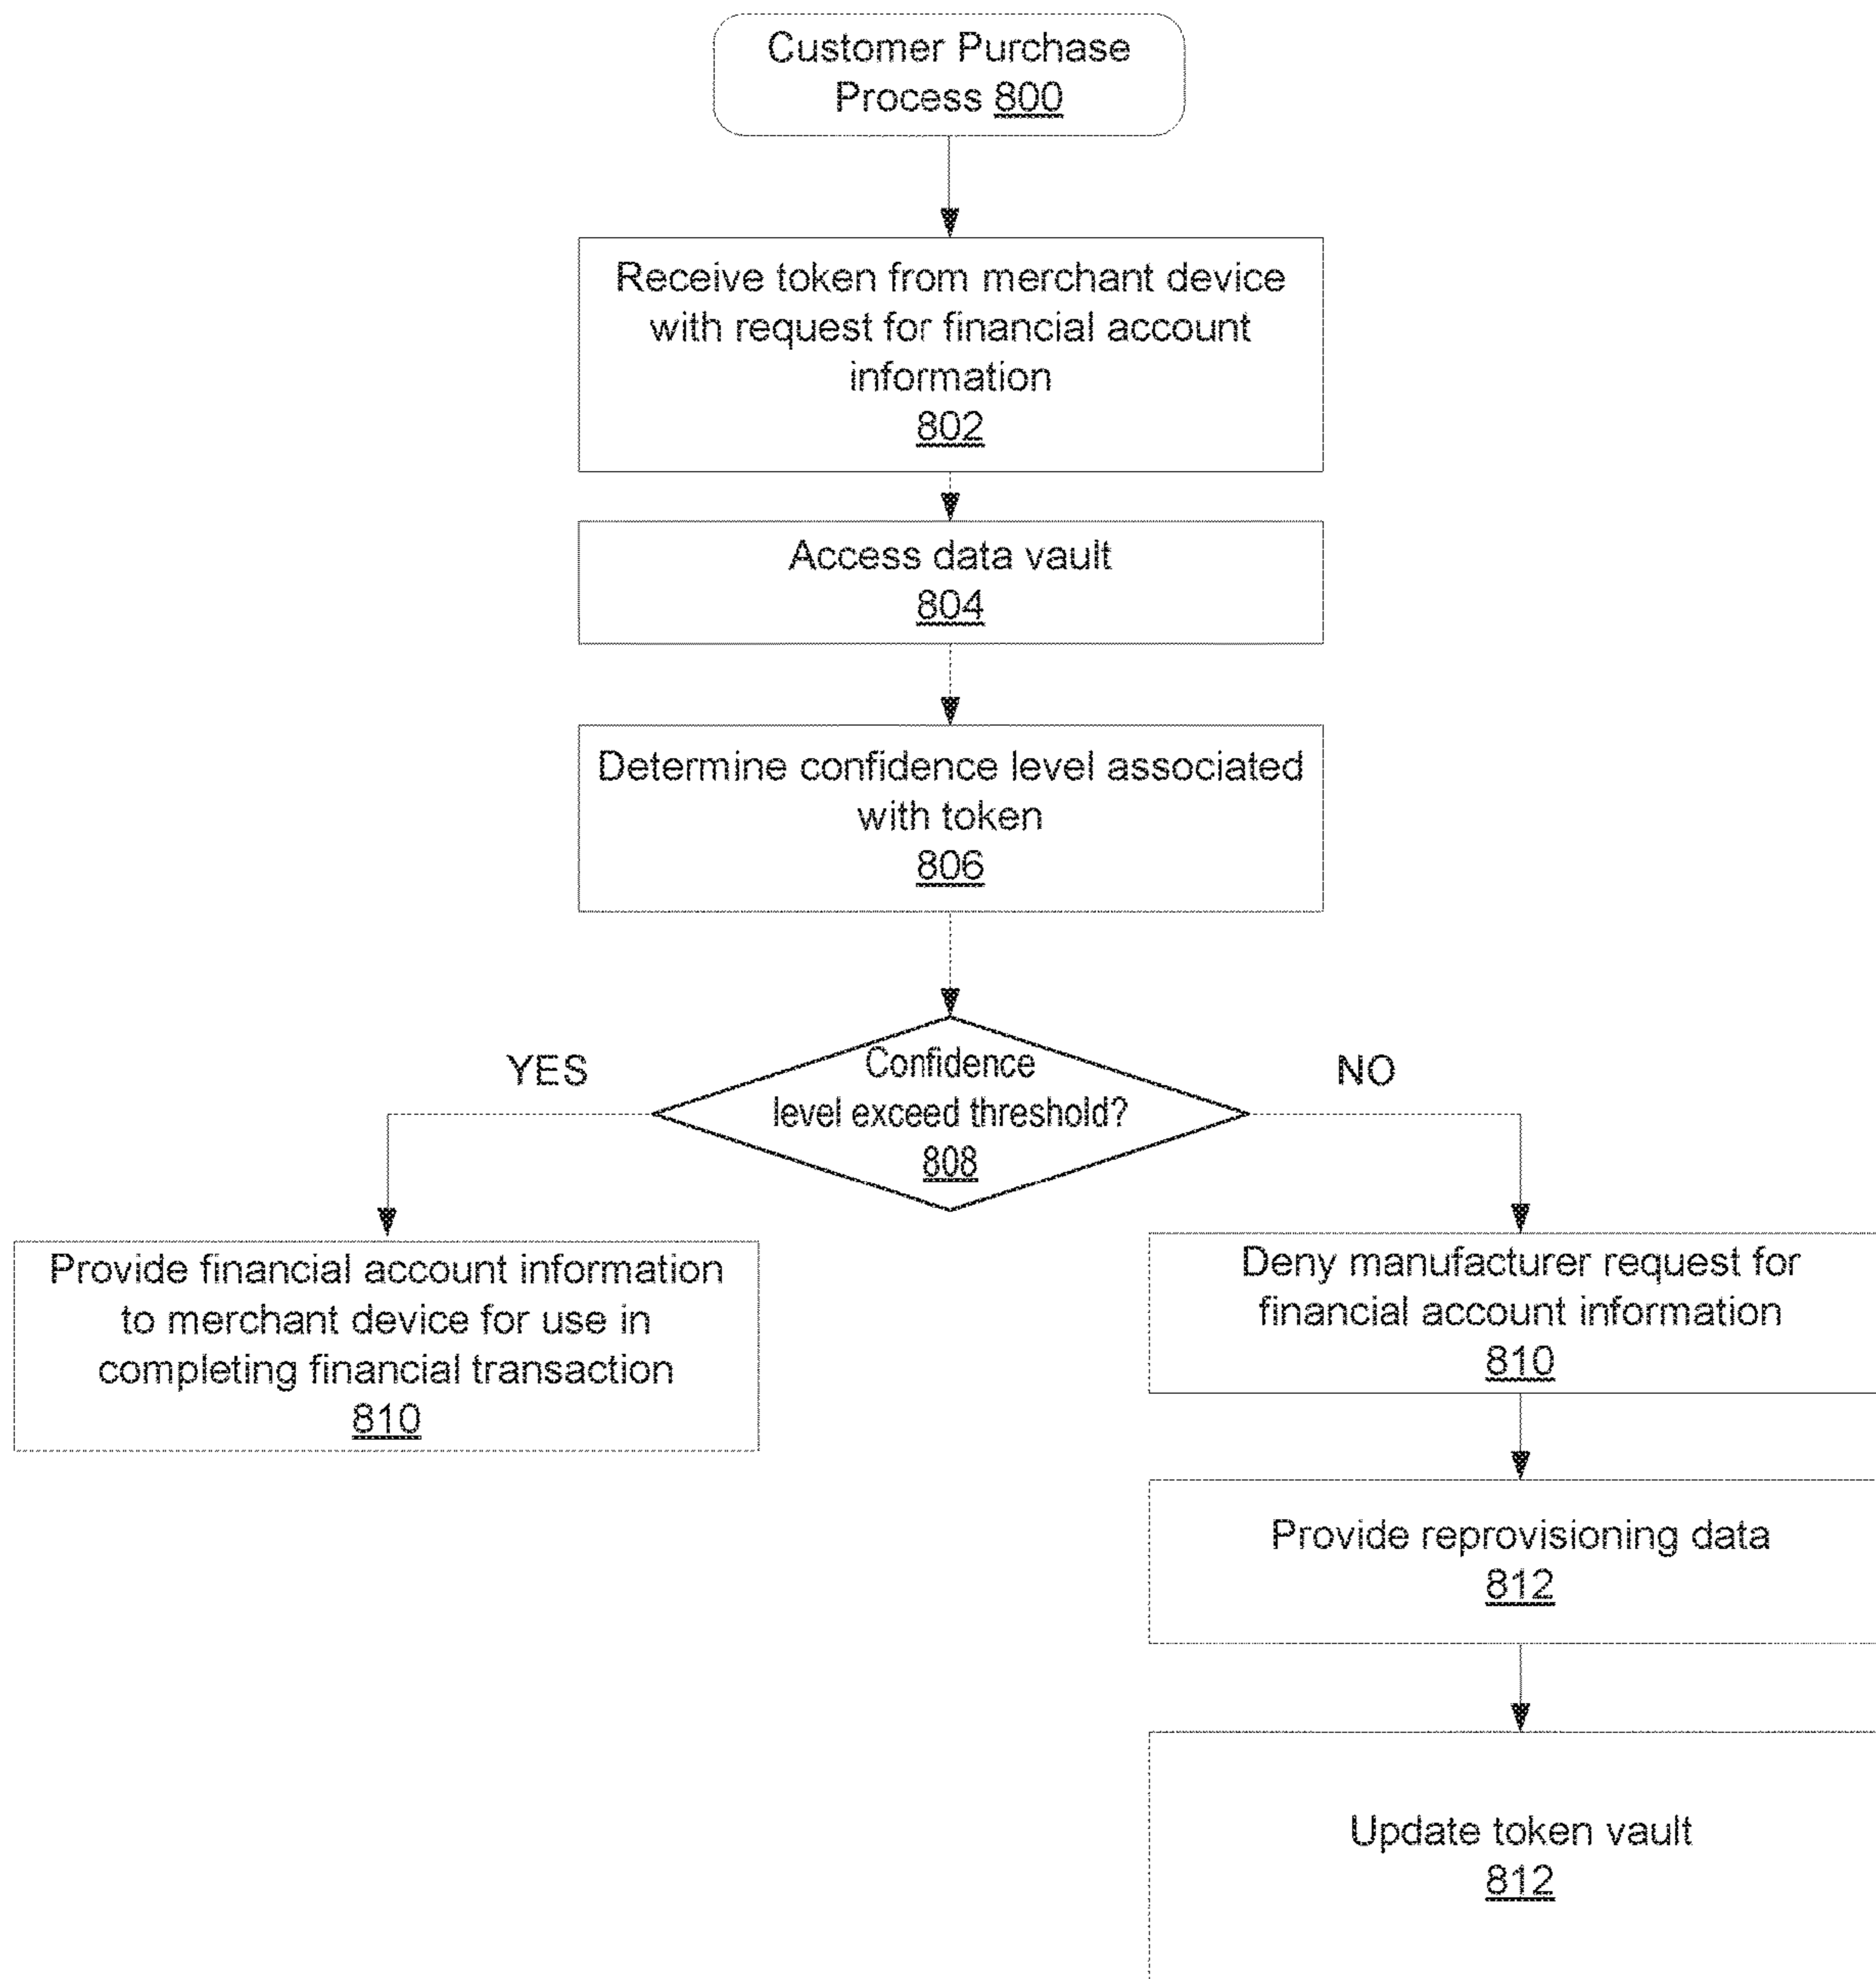 Customer Purchase
Process 800
Receive token from merchant device
with request for financial account
information
802
Access data vault
804
Determine confidence level associated
with token
806
YES
Confidence
level exceed threshold?
808
NO
Provide financial account information
to merchant device for use in
completing financial transaction
810
Deny manufacturer request for
financial account information
810
Provide reprovisioning data
812
Update token vault
812